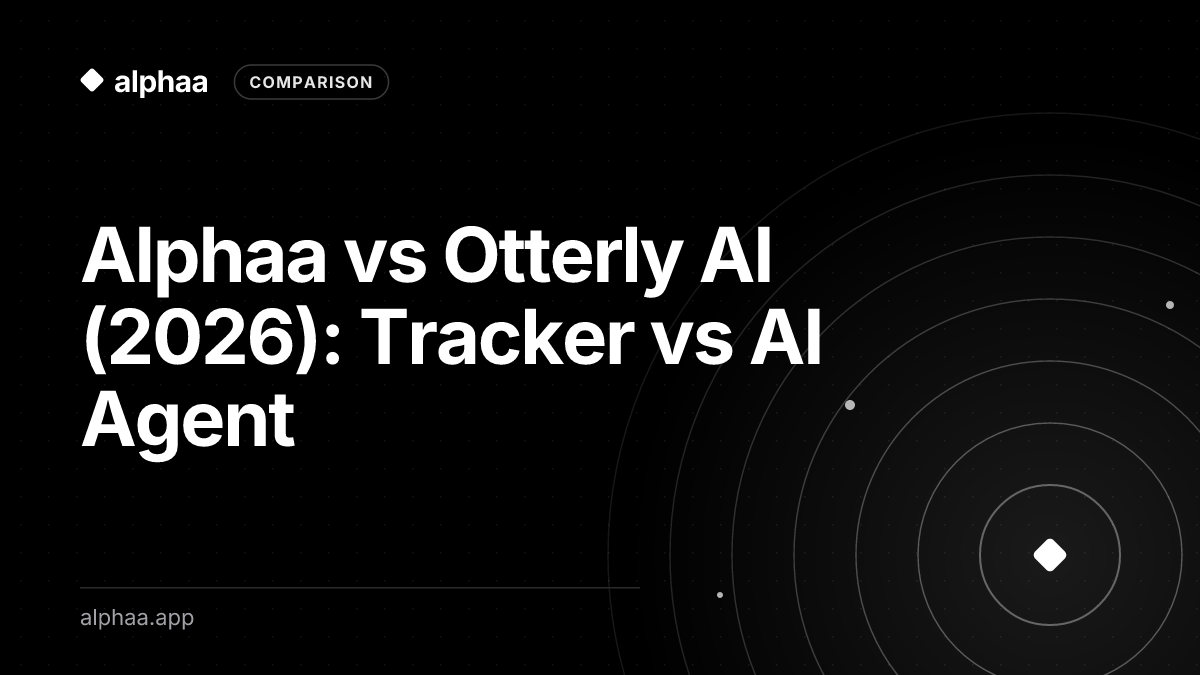 alphaa
COMPARISON
Alphaa vs Otterly AI
(2026): Tracker vs AI
Agent
alphaa.app